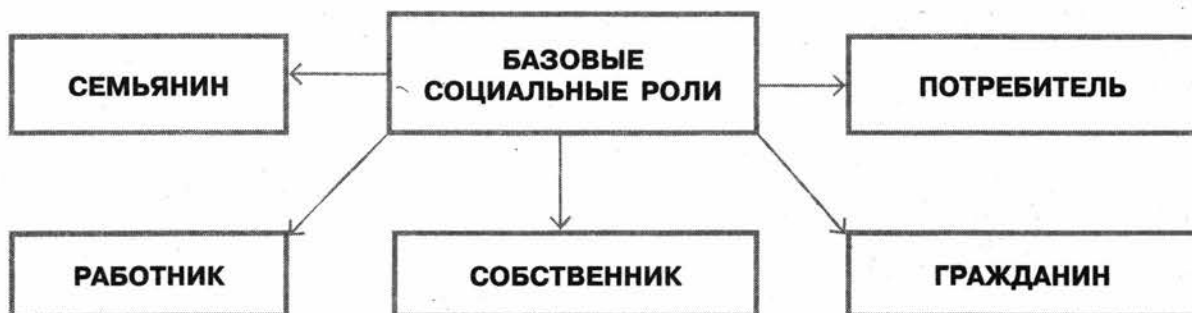 БАЗОВЫЕ
СОЦИАЛЬНЫЕ РОЛИ
СЕМЬЯНИН
ПОТРЕБИТЕЛЬ
РАБОТНИК
СОБСТВЕННИК
ГРАЖДАНИН